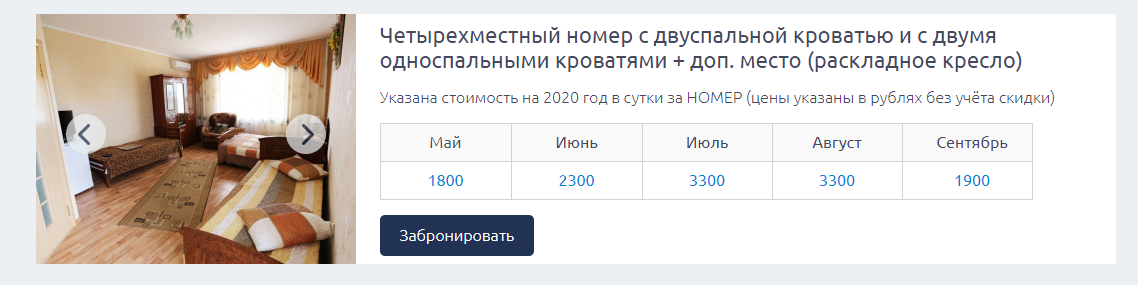 Четырехместный номер с двуспальной кроватью и с двумя
односпальными кроватями + доп. место (раскладное кресло)
Указана стоимость на 2020 год в сутки за НОМЕР (цены указаны в рублях без учёта скидки)
Май Июнь Июль Август Сентябрь
1800 2300 3300 3300 1900
Забронировать